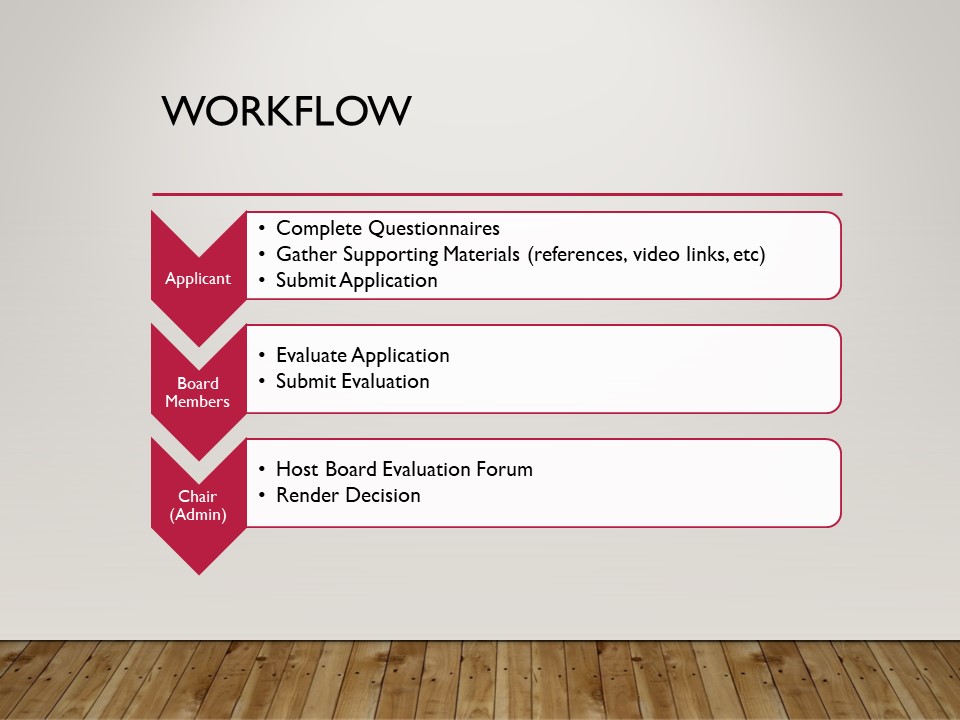 WORKFLOW
Applicant
• Complete Questionnaires
• Gather Supporting Materials (references, video links, etc)
• Submit Application
Board
Members
• Evaluate Application
• Submit Evaluation
Chair
(Admin)
• Host Board Evaluation Forum
• Render Decision